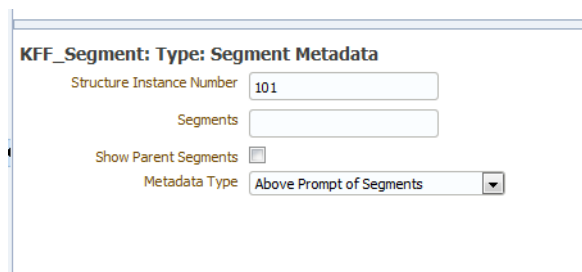 KFF_Segment: Type: Segment Metadata
Structure Instance Number 101
Segments
Show Parent Segments
Metadata Type Above Prompt of Segments